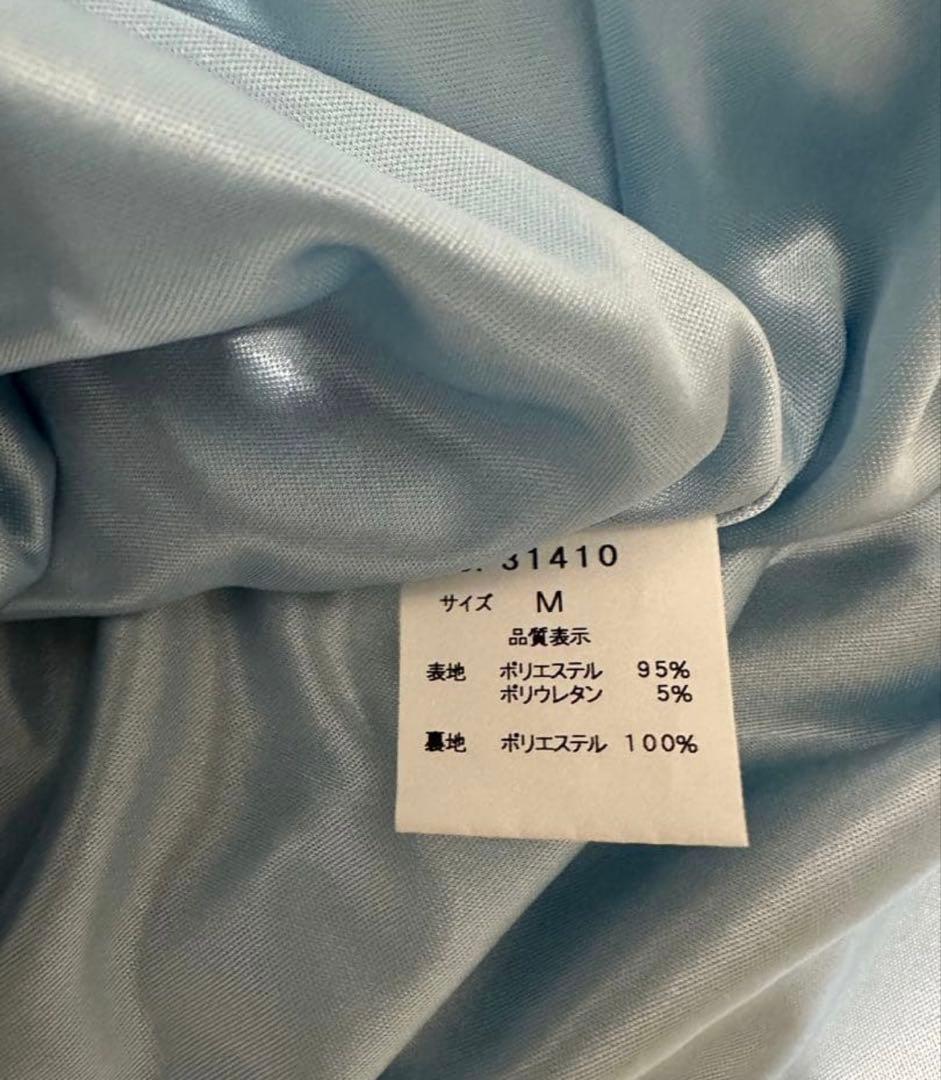 31410
サイズ M
品質表示
表地 ポリエステル 95%
ポリウレタン 5%
裏地 ポリエステル 100%